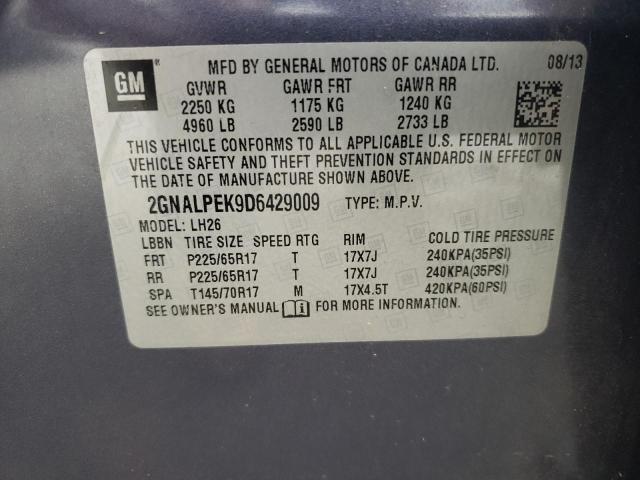 GM MFD BY GENERAL MOTORS OF CANADA LTD. 08/13
GVWR GAWR FRT GAWR RR
2250 KG 1175 KG 1240 KG
4960 LB 2590 LB 2733 LB
THIS VEHICLE CONFORMS TO ALL APPLICABLE U.S. FEDERAL MOTOR
VEHICLE SAFETY AND THEFT PREVENTION STANDARDS IN EFFECT ON
THE DATE OF MANUFACTURE SHOWN ABOVE.
2GNALPEK9D6429009 TYPE: M.P.V.
MODEL: LH26
LBBN TIRE SIZE SPEED RTG RIM COLD TIRE PRESSURE
FRT P225/65R17 T 17X7J 240KPA(35PSI)
RR P225/65R17 T 17X7J 240KPA(35PSI)
SPA T145/70R17 M 17X4.5T 420KPA(60PSI)
SEE OWNER'S MANUAL FOR MORE INFORMATION.